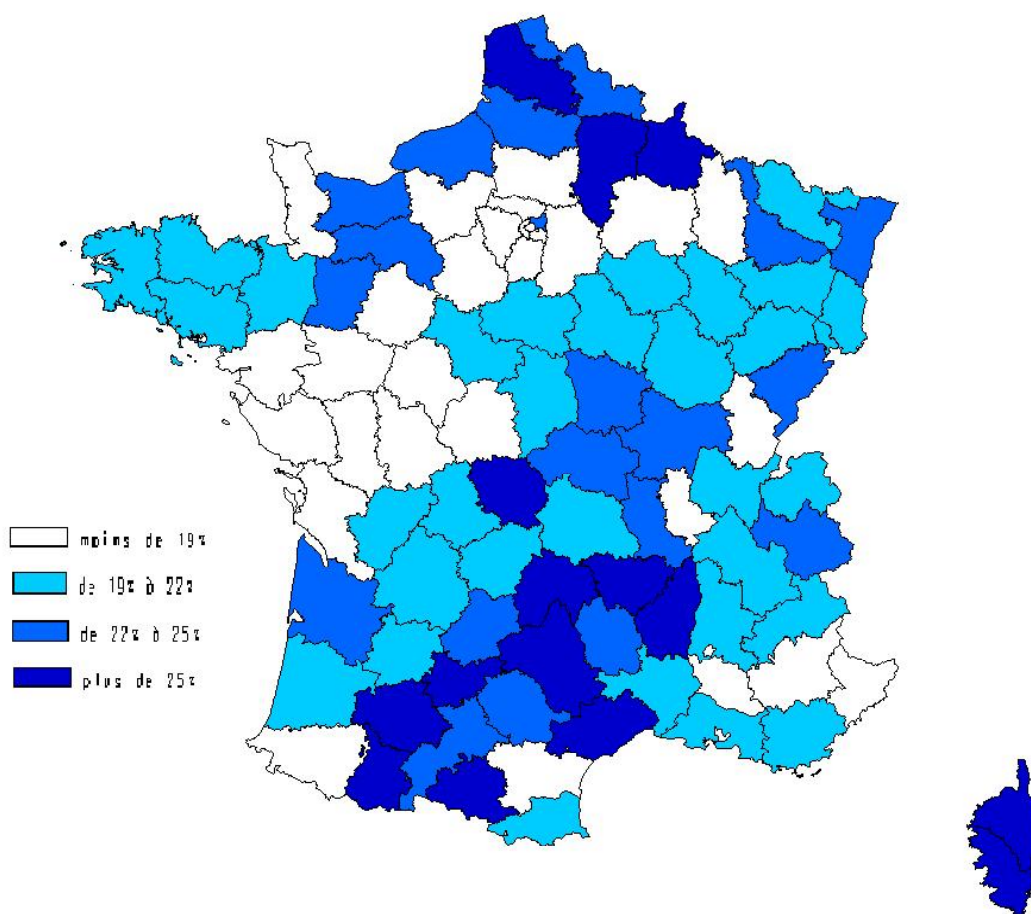 moins de 19%
de 19% à 22%
de 22% à 25%
plus de 25%